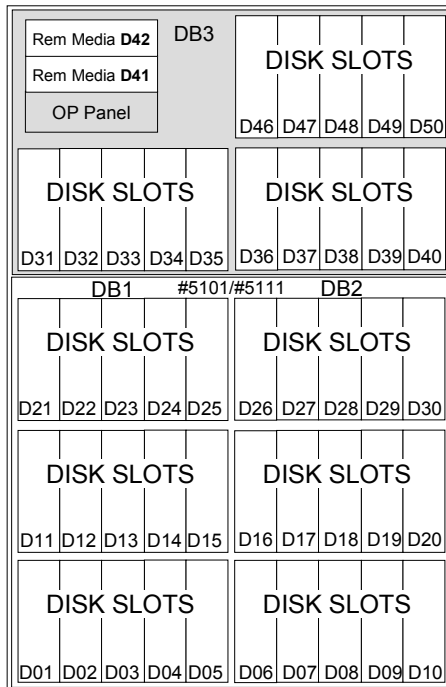 Rem Media D42
DB3
Rem Media D41
OP Panel
DISK SLOTS
D46 D47 D48 D49 D50
DISK SLOTS
D31 D32 D33 D34 D35
DISK SLOTS
D36 D37 D38 D39 D40
DB1 #5101/#5111 DB2
DISK SLOTS
D21 D22 D23 D24 D25
DISK SLOTS
D26 D27 D28 D29 D30
DISK SLOTS
D11 D12 D13 D14 D15
DISK SLOTS
D16 D17 D18 D19 D20
DISK SLOTS
D01 D02 D03 D04 D05
DISK SLOTS
D06 D07 D08 D09 D10